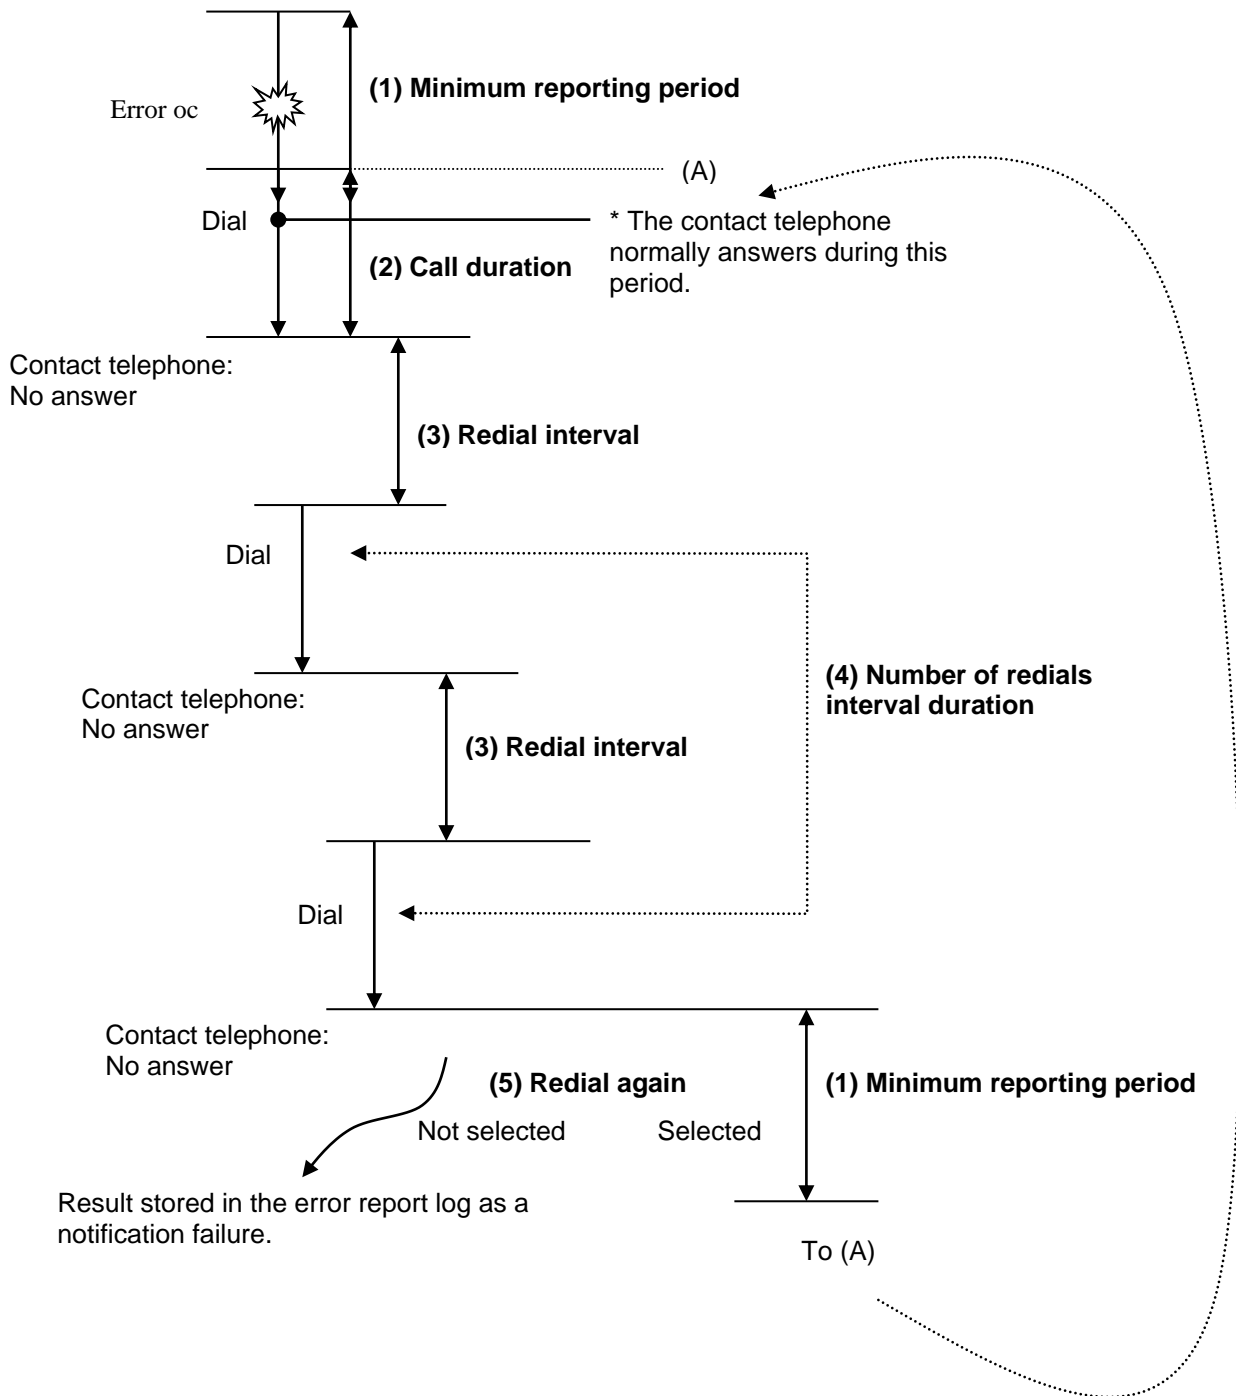 (1) Minimum reporting period
Error oc
(A)
Dial
* The contact telephone
normally answers during this
period.
(2) Call duration
Contact telephone:
No answer
(3) Redial interval
Dial
(4) Number of redials
interval duration
Contact telephone:
No answer
(3) Redial interval
Dial
Contact telephone:
No answer
(5) Redial again
(1) Minimum reporting period
Not selected
Selected
Result stored in the error report log as a
notification failure.
To (A)